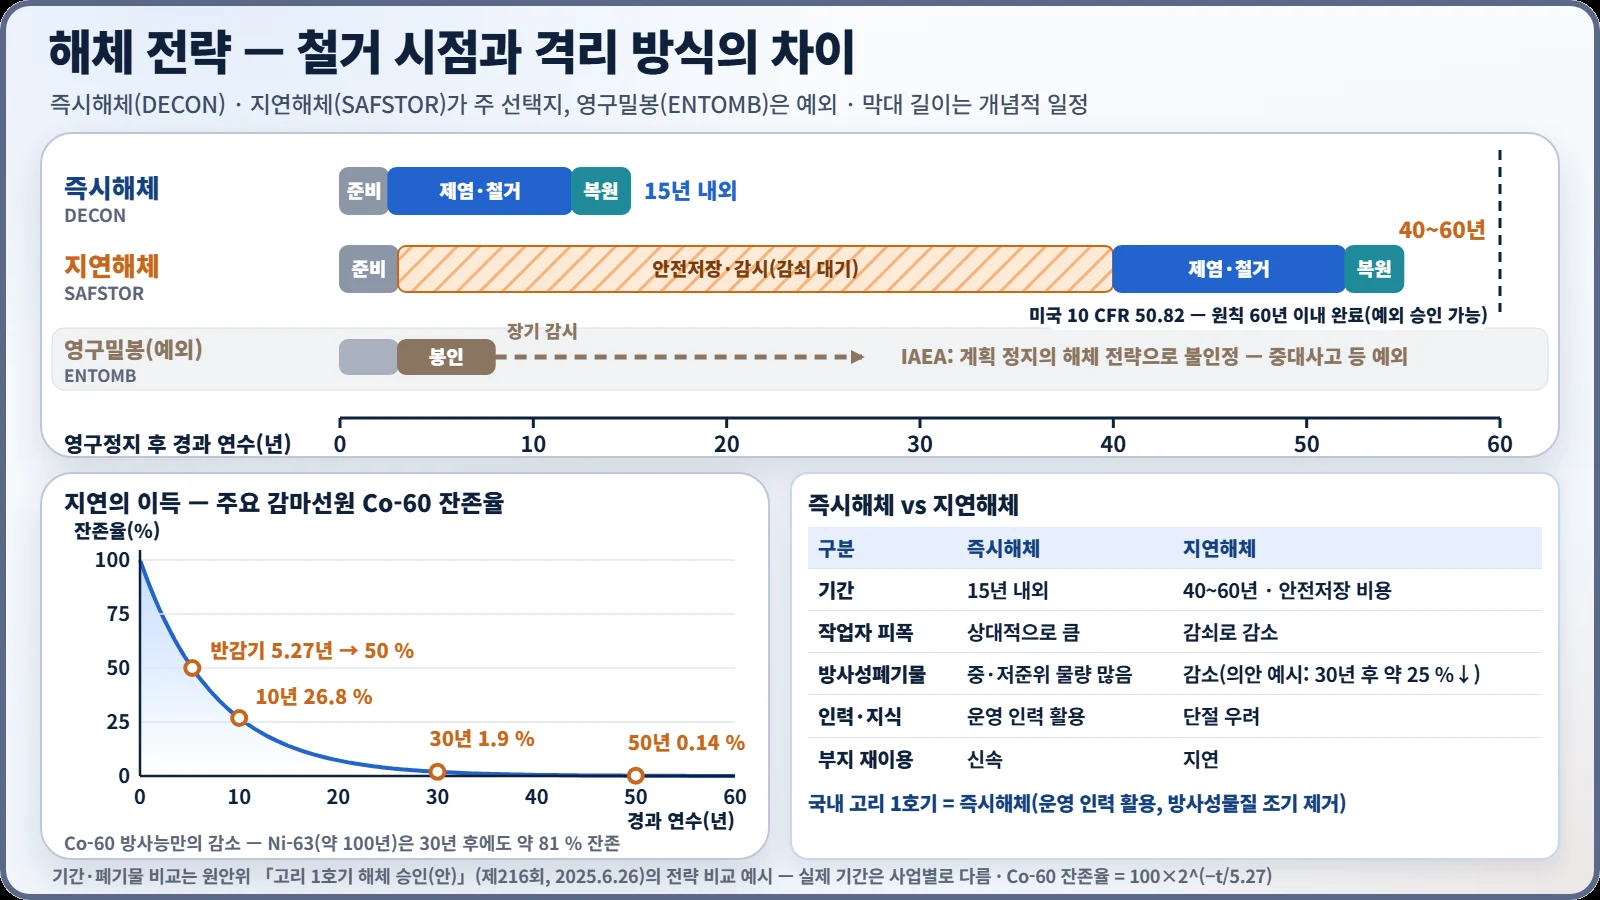 해체 전략 — 철거 시점과 격리 방식의 차이
즉시해체(DECON) · 지연해체(SAFSTOR)가 주 선택지, 영구밀봉(ENTOMB)은 예외 · 막대 길이는 개념적 일정
즉시해체
DECON
준비
제염·철거
복원
15년 내외
40~60년
지연해체
SAFSTOR
준비
안전저장·감시(감쇠 대기)
제염·철거
복원
미국 10 CFR 50.82 — 원칙 60년 이내 완료(예외 승인 가능)
영구밀봉(예외)
ENTOMB
봉인
장기 감시
IAEA: 계획 정지의 해체 전략으로 불인정 — 중대사고 등 예외
영구정지 후 경과 연수(년)
0 10 20 30 40 50 60
지연의 이득 — 주요 감마선원 Co-60 잔존율
잔존율(%)
100
75
50
25
0
반감기 5.27년 → 50 %
10년 26.8 %
30년 1.9 %
50년 0.14 %
0 10 20 30 40 50 60
경과 연수(년)
Co-60 방사능만의 감소 — Ni-63(약 100년)은 30년 후에도 약 81 % 잔존
즉시해체 vs 지연해체
구분 즉시해체 지연해체
기간 15년 내외 40~60년 · 안전저장 비용
작업자 피폭 상대적으로 큼 감쇠로 감소
방사성폐기물 중·저준위 물량 많음 감소(의안 예시: 30년 후 약 25 %↓)
인력·지식 운영 인력 활용 단절 우려
부지 재이용 신속 지연
국내 고리 1호기 = 즉시해체(운영 인력 활용, 방사성물질 조기 제거)
기간·폐기물 비교는 원안위 「고리 1호기 해체 승인(안)」(제216회, 2025.6.26)의 전략 비교 예시 — 실제 기간은 사업별로 다름 · Co-60 잔존율 = 100×2^(−t/5.27)